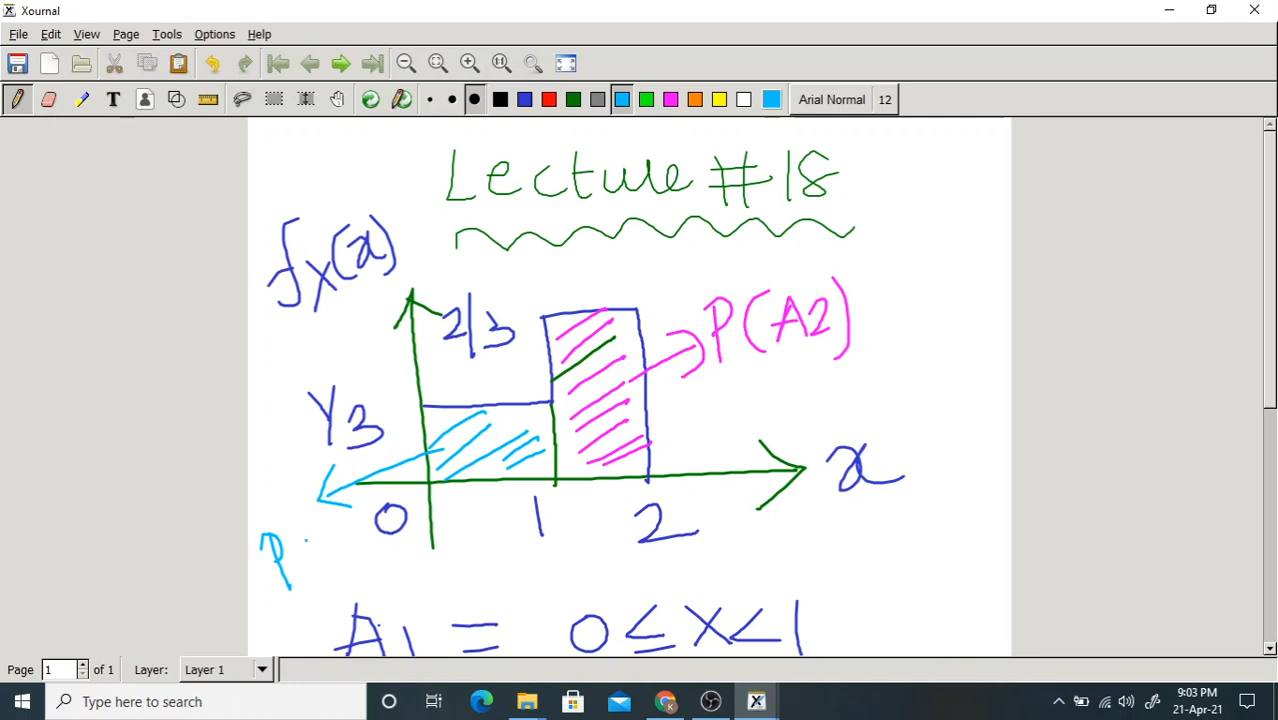 Xournal
File Edit View Page Tools Options Help
Arial Normal 12
Lecture #18
fX(x)
2/3
P(A2)
1/3
x
0 1 2
P
A1 = 0 ≤ X < 1
Page 1 of 1 Layer: Layer 1
Type here to search
9:03 PM
21-Apr-21